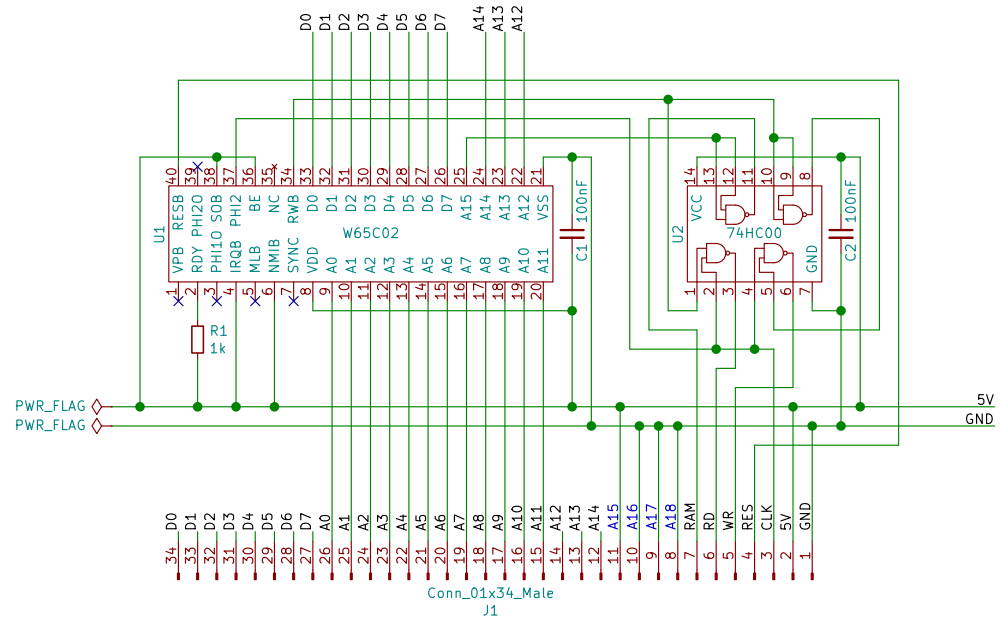 D0 D1 D2 D3 D4 D5 D6 D7 A14 A13 A12
40 39 38 37 36 35 34 33 32 31 30 29 28 27 26 25 24 23 22 21
RESB PHI2O SOB PHI2 BE NC RWB D0 D1 D2 D3 D4 D5 D6 D7 A15 A14 A13 A12 VSS
U1
W65C02
VPB RDY PHI1O IRQB MLB NMIB SYNC VDD A0 A1 A2 A3 A4 A5 A6 A7 A8 A9 A10 A11
1 2 3 4 5 6 7 8 9 10 11 12 13 14 15 16 17 18 19 20
100nF
C1
14 13 12 11 10 9 8
VCC
U2
74HC00
GND
1 2 3 4 5 6 7
100nF
C2
R1
1k
PWR_FLAG
5V
PWR_FLAG
GND
D0 D1 D2 D3 D4 D5 D6 D7 A0 A1 A2 A3 A4 A5 A6 A7 A8 A9 A10 A11 A12 A13 A14 A15 A16 A17 A18 RAM RD WR RES CLK 5V GND
34 33 32 31 30 29 28 27 26 25 24 23 22 21 20 19 18 17 16 15 14 13 12 11 10 9 8 7 6 5 4 3 2 1
Conn_01x34_Male
J1